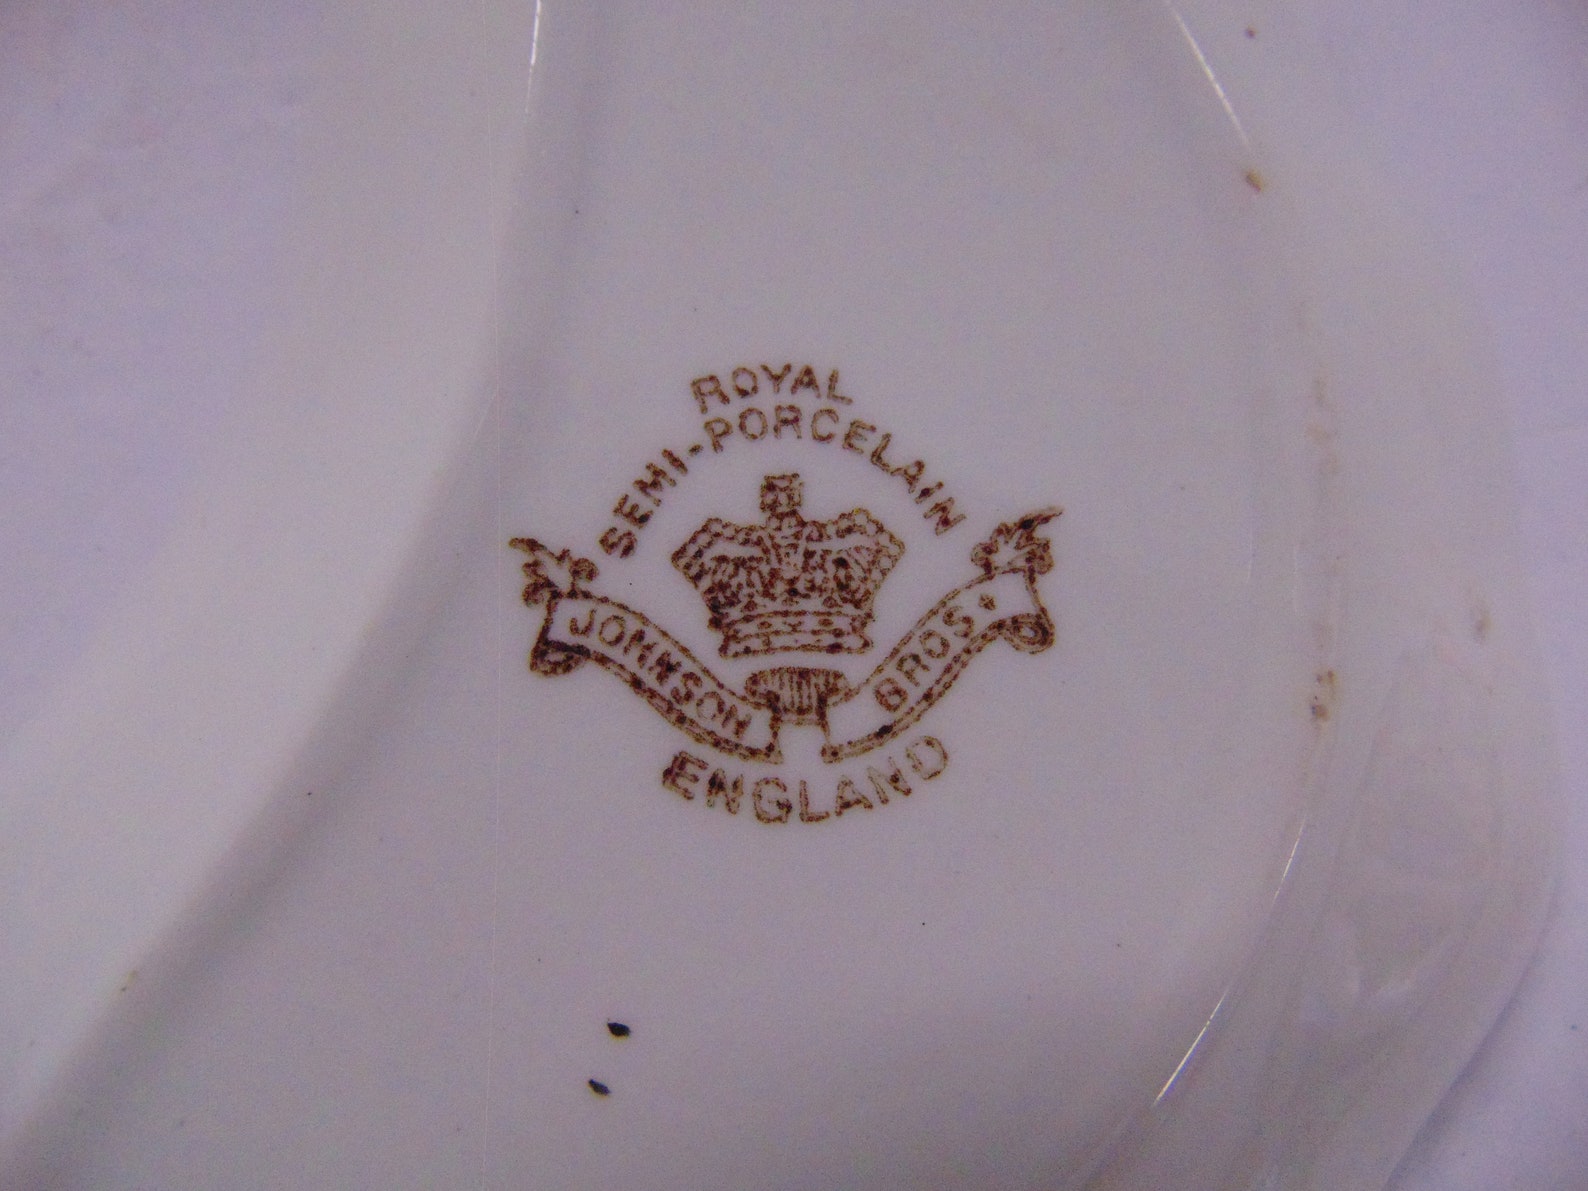 ROYAL
SEMI-PORCELAIN
JOHNSON BROS.
ENGLAND